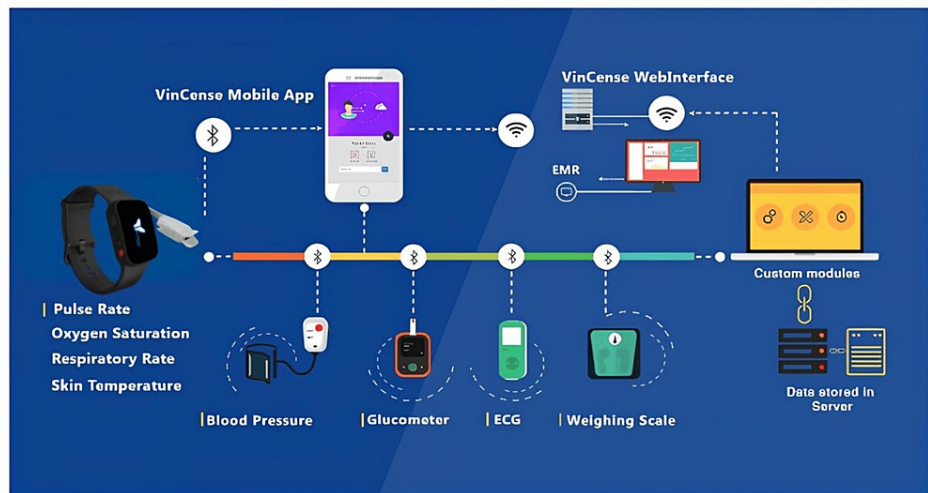 VinCense Mobile App
VinCense WebInterface
EMR
Custom modules
Pulse Rate
Oxygen Saturation
Respiratory Rate
Skin Temperature
Blood Pressure
Glucometer
ECG
Weighing Scale
Data stored in
Server